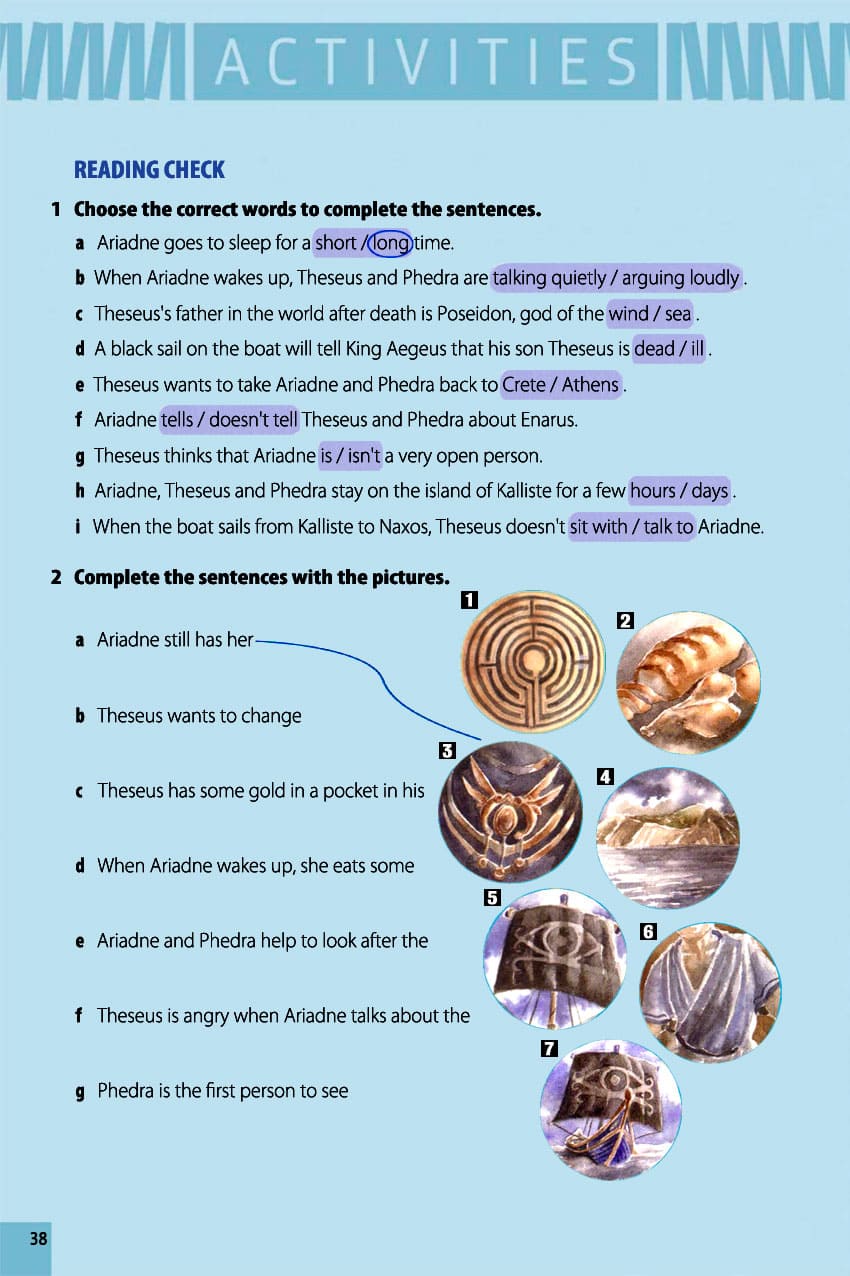 ACTIVITIES
READING CHECK
1 Choose the correct words to complete the sentences.
a Ariadne goes to sleep for a short / long time.
b When Ariadne wakes up, Theseus and Phedra are talking quietly / arguing loudly.
c Theseus's father in the world after death is Poseidon, god of the wind / sea.
d A black sail on the boat will tell King Aegeus that his son Theseus is dead / ill.
e Theseus wants to take Ariadne and Phedra back to Crete / Athens.
f Ariadne tells / doesn't tell Theseus and Phedra about Enarus.
g Theseus thinks that Ariadne is / isn't a very open person.
h Ariadne, Theseus and Phedra stay on the island of Kalliste for a few hours / days.
i When the boat sails from Kalliste to Naxos, Theseus doesn't sit with / talk to Ariadne.
2 Complete the sentences with the pictures.
1
2
a Ariadne still has her
b Theseus wants to change
3
4
c Theseus has some gold in a pocket in his
d When Ariadne wakes up, she eats some
5
6
e Ariadne and Phedra help to look after the
f Theseus is angry when Ariadne talks about the
7
g Phedra is the first person to see
38